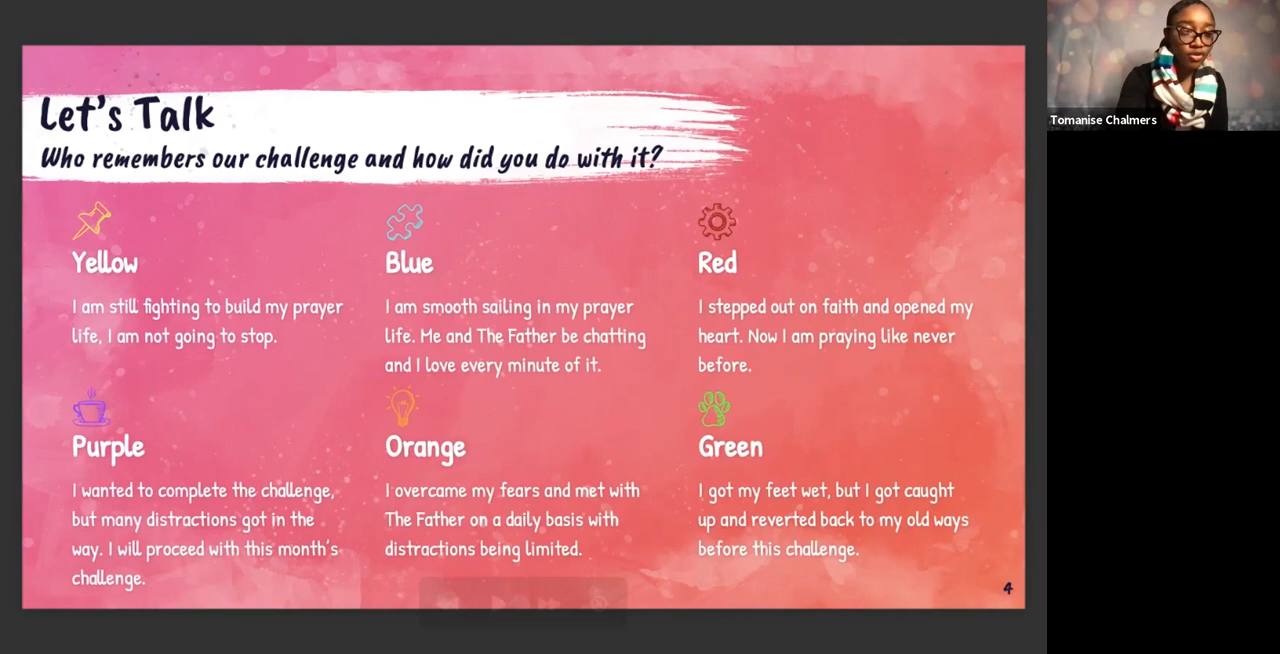 Let's Talk
Who remembers our challenge and how did you do with it?
Yellow
I am still fighting to build my prayer
life, I am not going to stop.
Blue
I am smooth sailing in my prayer
life. Me and The Father be chatting
and I love every minute of it.
Red
I stepped out on faith and opened my
heart. Now I am praying like never
before.
Purple
I wanted to complete the challenge,
but many distractions got in the
way. I will proceed with this month's
challenge.
Orange
I overcame my fears and met with
The Father on a daily basis with
distractions being limited.
Green
I got my feet wet, but I got caught
up and reverted back to my old ways
before this challenge.
4
Tomanise Chalmers